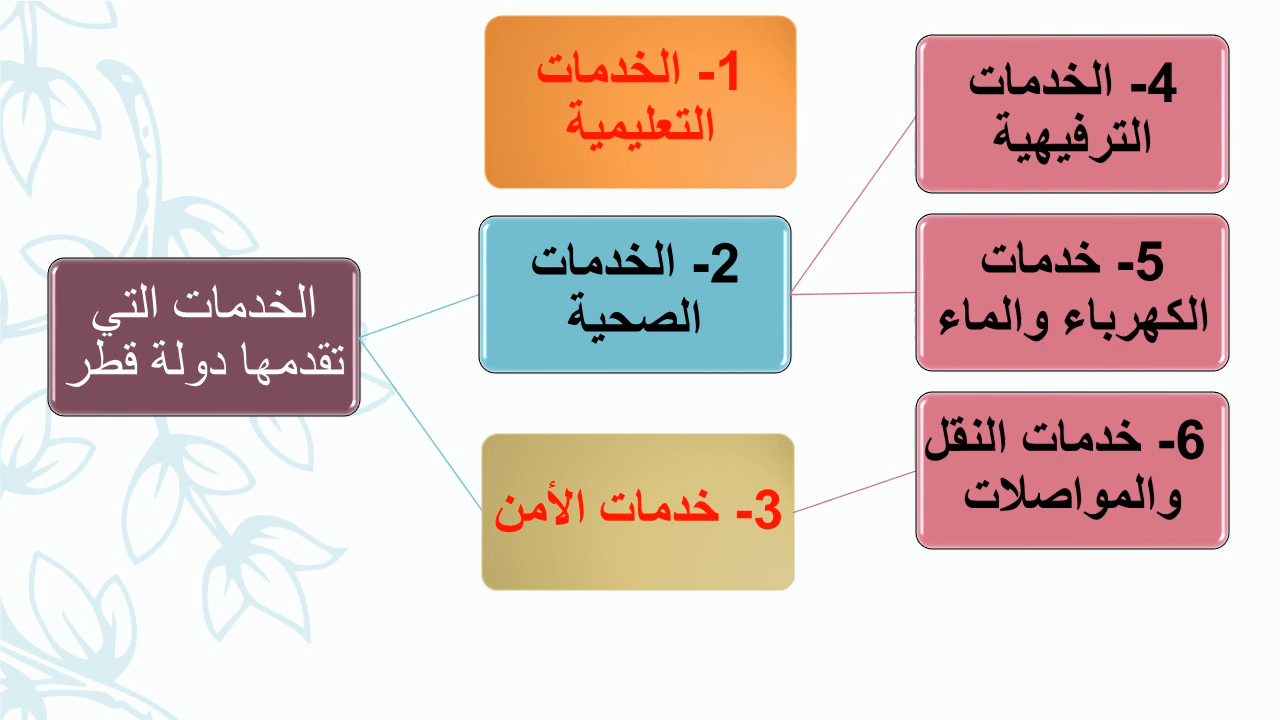 الخدمات التي
تقدمها دولة قطر
1- الخدمات
التعليمية
2- الخدمات
الصحية
3- خدمات الأمن
4- الخدمات
الترفيهية
5- خدمات
الكهرباء والماء
6- خدمات النقل
والمواصلات